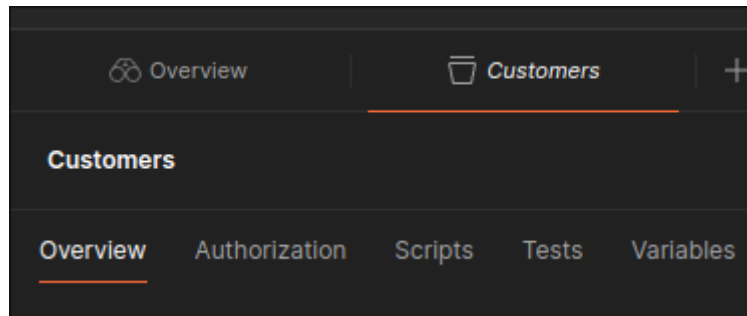 Overview Customers +
Customers
Overview Authorization Scripts Tests Variables